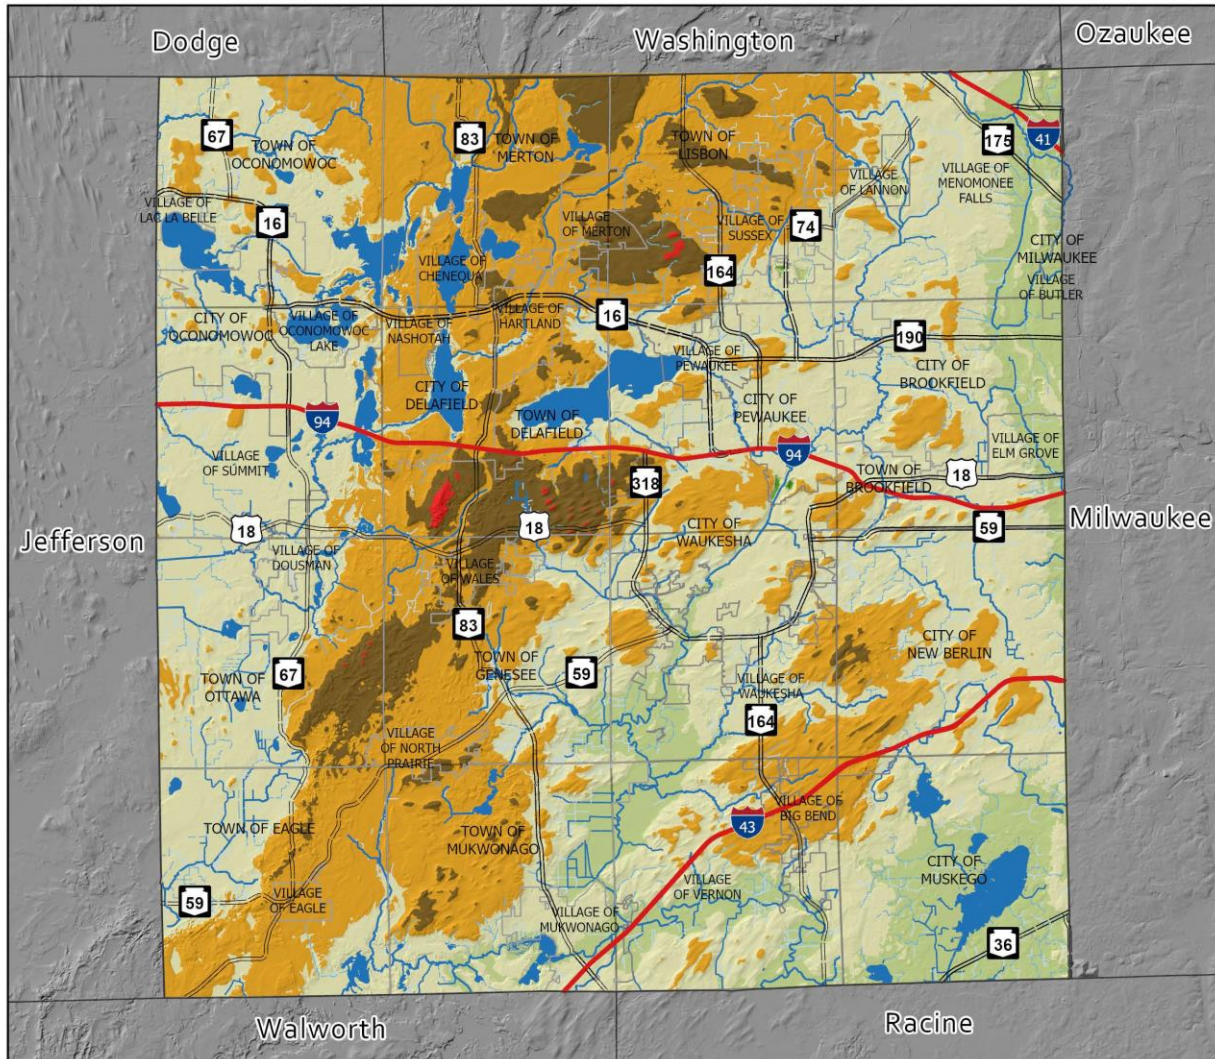 Dodge
Washington
Ozaukee
67
83
175
41
TOWN OF
OCONOMOWOC
TOWN OF
MERTON
TOWN OF
LISBON
VILLAGE
OF LANNON
VILLAGE OF
MENOMONEE
FALLS
VILLAGE OF
LAC LA BELLE
16
VILLAGE
OF MERTON
VILLAGE OF
SUSSEX
74
CITY OF
MILWAUKEE
VILLAGE OF
CHENEQUA
164
VILLAGE
OF BUTLER
CITY OF
OCONOMOWOC
VILLAGE OF
OCONOMOWOC
LAKE
VILLAGE OF
NASHOTAH
VILLAGE OF
HARTLAND
16
190
VILLAGE OF
PEWAUKEE
CITY OF
BROOKFIELD
CITY OF
DELAFIELD
TOWN OF
DELAFIELD
CITY OF
PEWAUKEE
94
94
VILLAGE
OF SUMMIT
VILLAGE OF
ELM GROVE
318
TOWN OF
BROOKFIELD
18
Jefferson
18
18
CITY OF
WAUKESHA
59
Milwaukee
VILLAGE OF
DOUSMAN
VILLAGE
OF WALES
83
TOWN OF
OTTAWA
67
TOWN OF
GENESEE
59
CITY OF
NEW BERLIN
VILLAGE OF
WAUKESHA
164
VILLAGE
OF NORTH
PRAIRIE
TOWN OF EAGLE
TOWN OF
MUKWONAGO
43
VILLAGE OF
BIG BEND
CITY OF
MUSKEGO
59
VILLAGE
OF EAGLE
VILLAGE
OF VERNON
VILLAGE OF
MUKWONAGO
36
Walworth
Racine